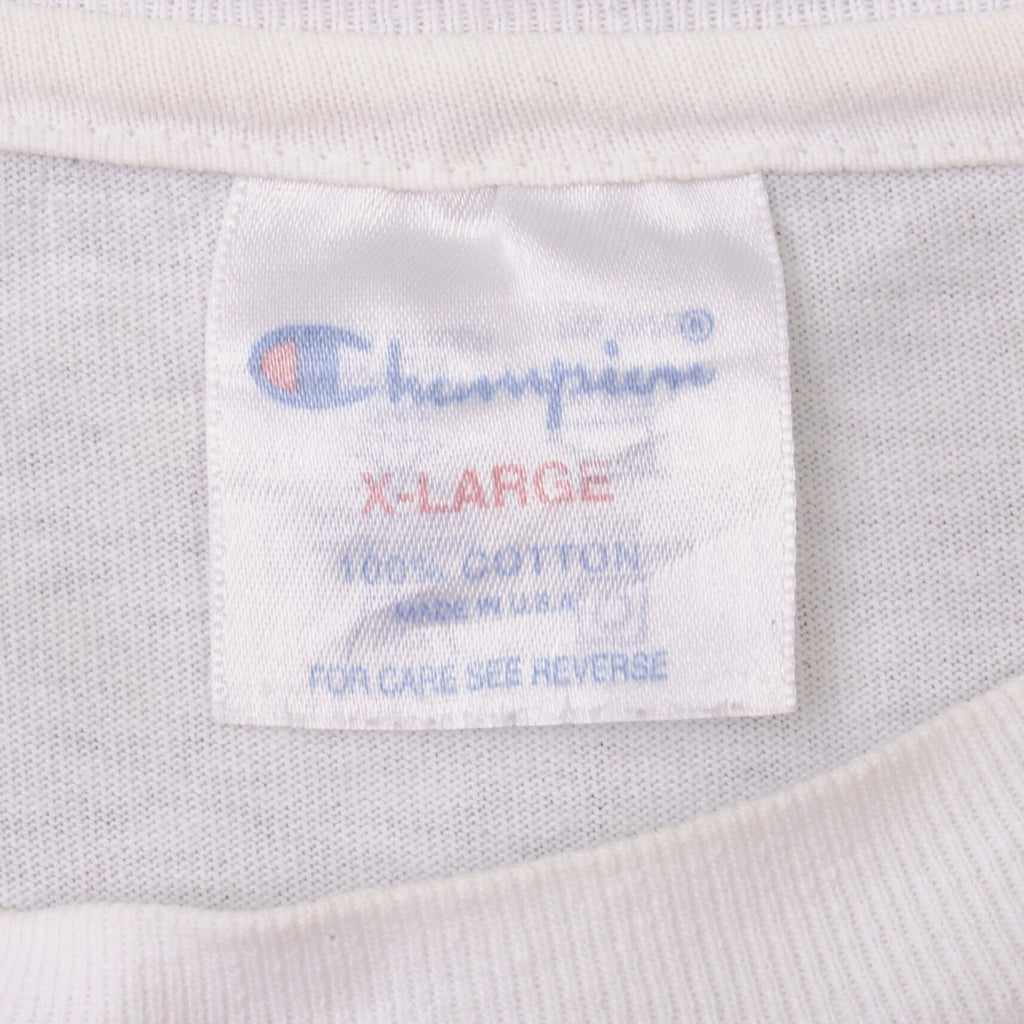 Champion®
X-LARGE
100% COTTON
MADE IN U.S.A
FOR CARE SEE REVERSE